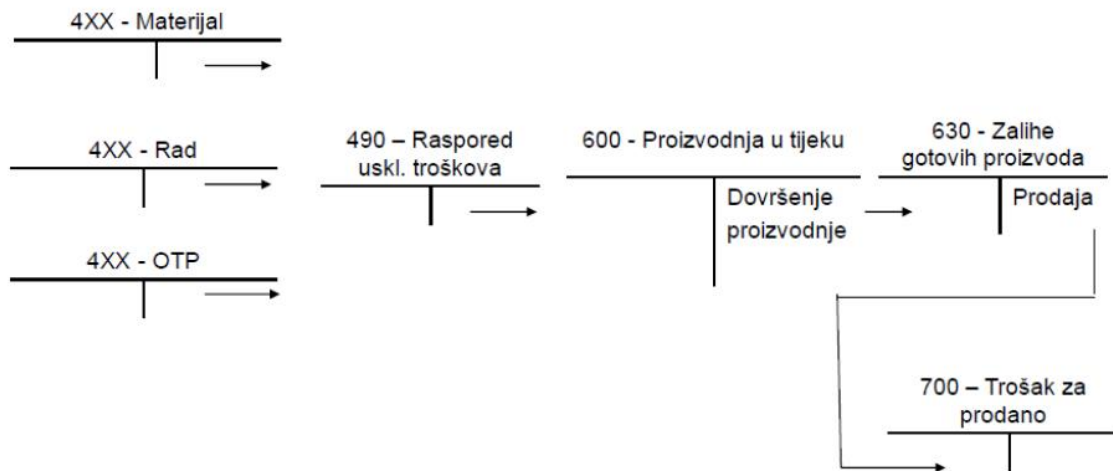 4XX - Materijal
4XX - Rad
4XX - OTP
490 – Raspored
uskl. troškova
600 - Proizvodnja u tijeku
Dovršenje
proizvodnje
630 - Zalihe
gotovih proizvoda
Prodaja
700 – Trošak za
prodano